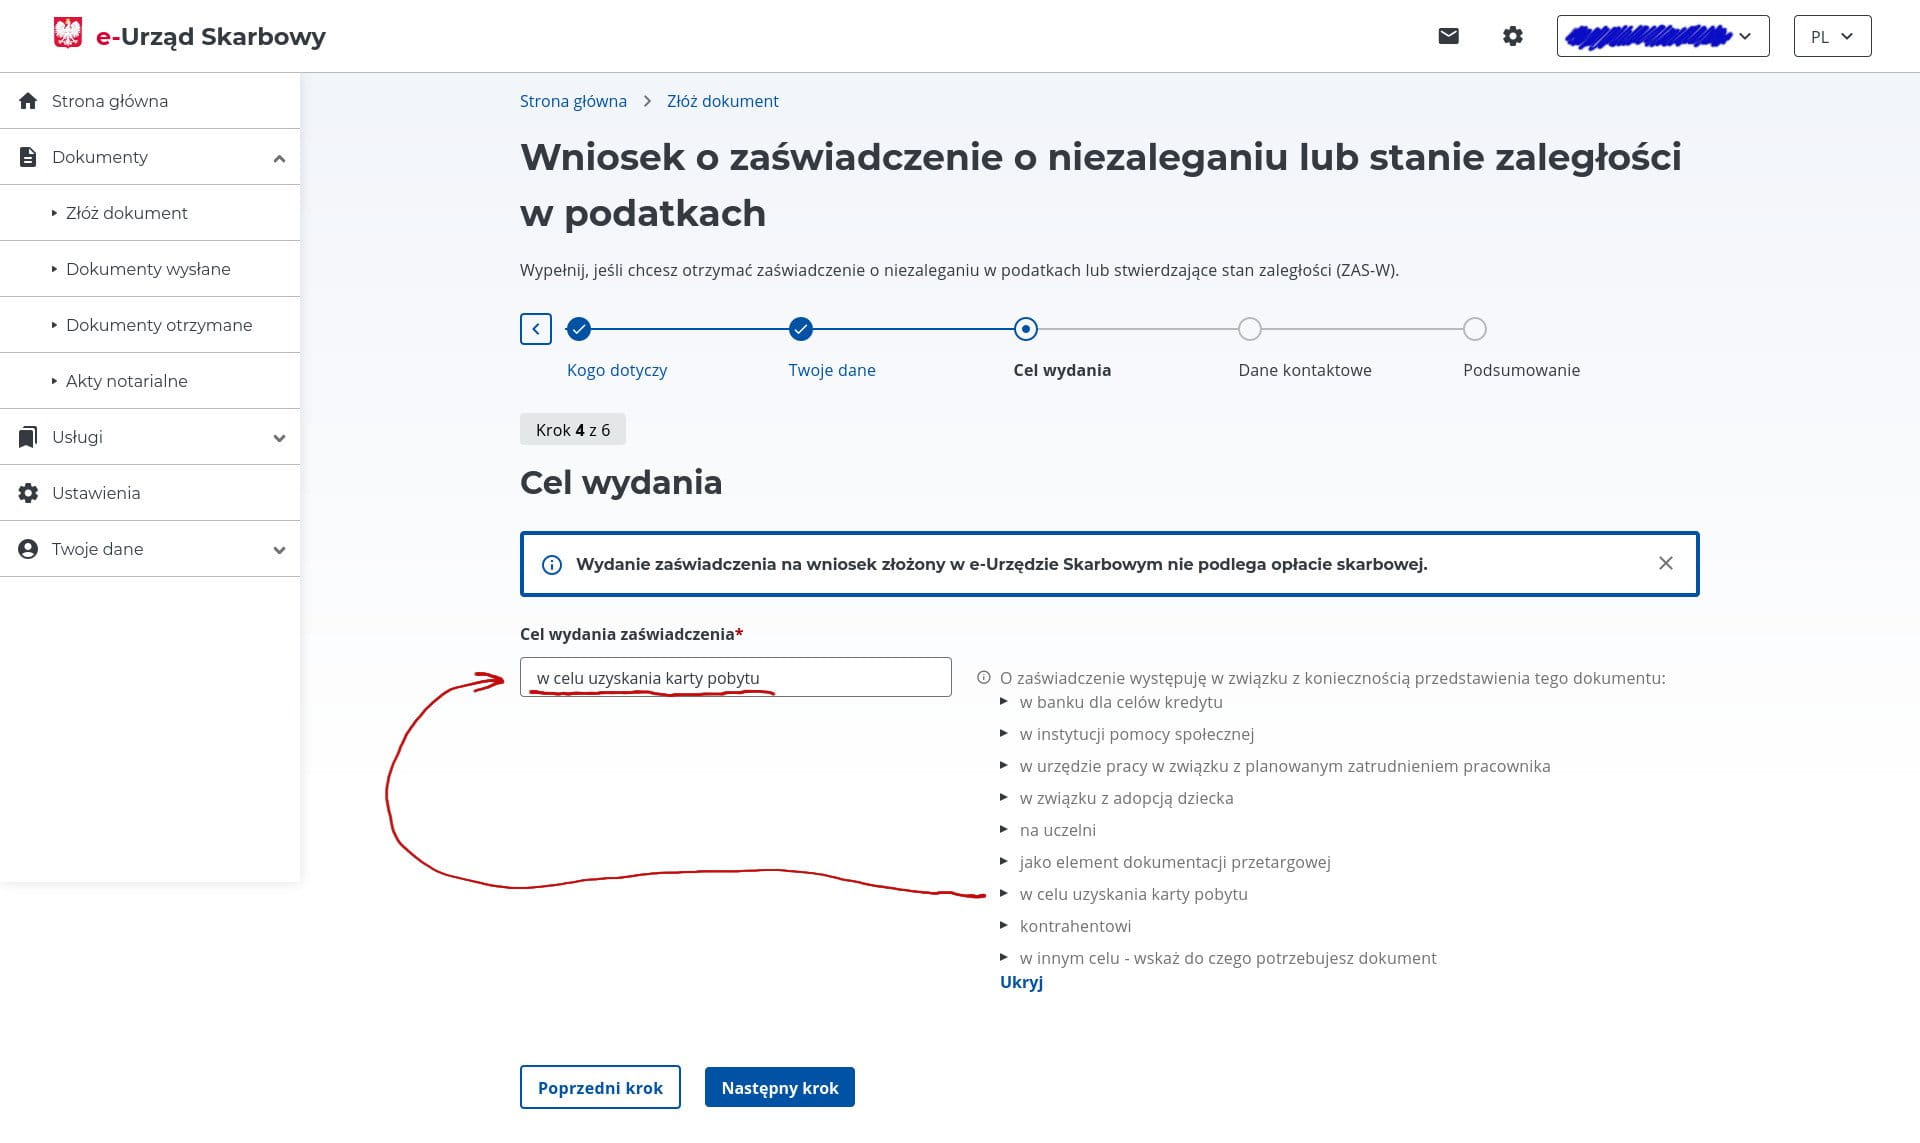 e-Urząd Skarbowy
PL
Strona główna
Dokumenty
Złóż dokument
Dokumenty wysłane
Dokumenty otrzymane
Akty notarialne
Usługi
Ustawienia
Twoje dane
Strona główna
Złóż dokument
Wniosek o zaświadczenie o niezaleganiu lub stanie zaległości
w podatkach
Wypełnij, jeśli chcesz otrzymać zaświadczenie o niezaleganiu w podatkach lub stwierdzające stan zaległości (ZAS-W).
Kogo dotyczy
Twoje dane
Cel wydania
Dane kontaktowe
Podsumowanie
Krok 4 z 6
Cel wydania
Wydanie zaświadczenia na wniosek złożony w e-Urzędzie Skarbowym nie podlega opłacie skarbowej.
Cel wydania zaświadczenia*
w celu uzyskania karty pobytu
O zaświadczenie występuję w związku z koniecznością przedstawienia tego dokumentu:
w banku dla celów kredytu
w instytucji pomocy społecznej
w urzędzie pracy w związku z planowanym zatrudnieniem pracownika
w związku z adopcją dziecka
na uczelni
jako element dokumentacji przetargowej
w celu uzyskania karty pobytu
kontrahentowi
w innym celu - wskaż do czego potrzebujesz dokument
Ukryj
Poprzedni krok
Następny krok